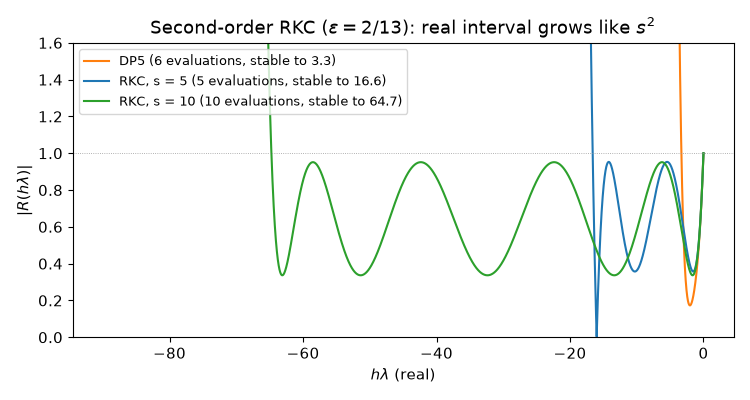 Second-order RKC (ε = 2/13): real interval grows like s²
DP5 (6 evaluations, stable to 3.3)
RKC, s = 5 (5 evaluations, stable to 16.6)
RKC, s = 10 (10 evaluations, stable to 64.7)
|R(hλ)|
1.6
1.4
1.2
1.0
0.8
0.6
0.4
0.2
0.0
−80 −60 −40 −20 0
hλ (real)